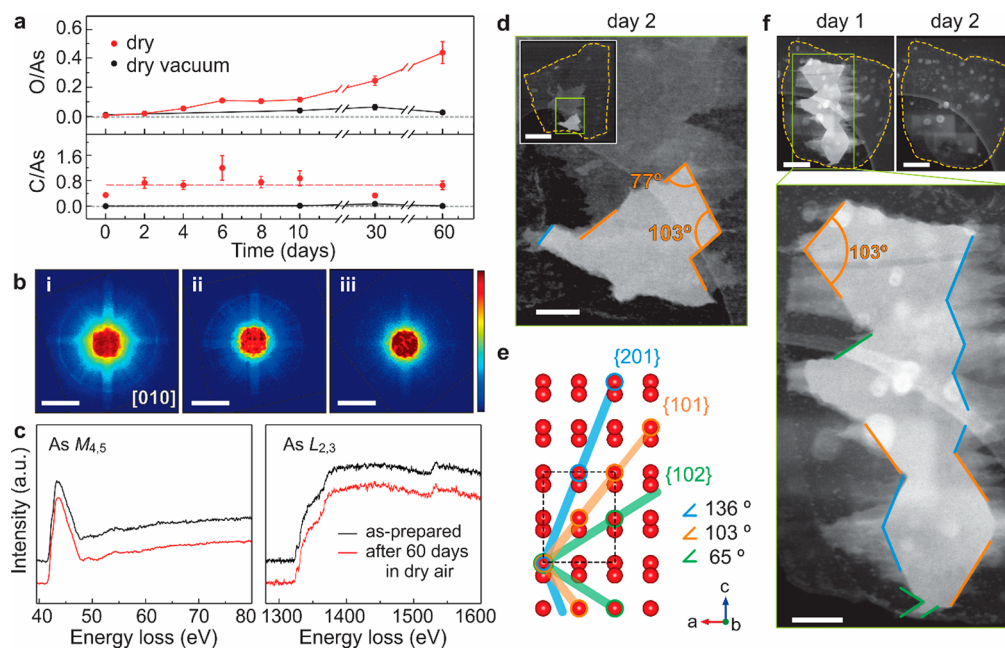 a
O/As
0.6
0.4
0.2
0.0
dry
dry vacuum
C/As
1.6
0.8
0.0
0 2 4 6 8 10 30 60
Time (days)
b
i
[010]
ii
iii
c
Intensity (a.u.)
As M4,5
40 50 60 70 80
Energy loss (eV)
As L2,3
as-prepared
after 60 days
in dry air
1300 1400 1500 1600
Energy loss (eV)
d
day 2
77º
103º
e
{201}
{101}
{102}
∠ 136 º
∠ 103 º
∠ 65 º
c
a
b
f
day 1
day 2
103º